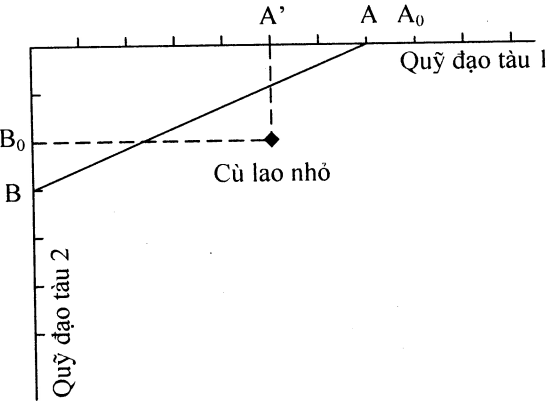 A’ A A₀
Quỹ đạo tàu 1
B₀
Cù lao nhỏ
B
Quỹ đạo tàu 2